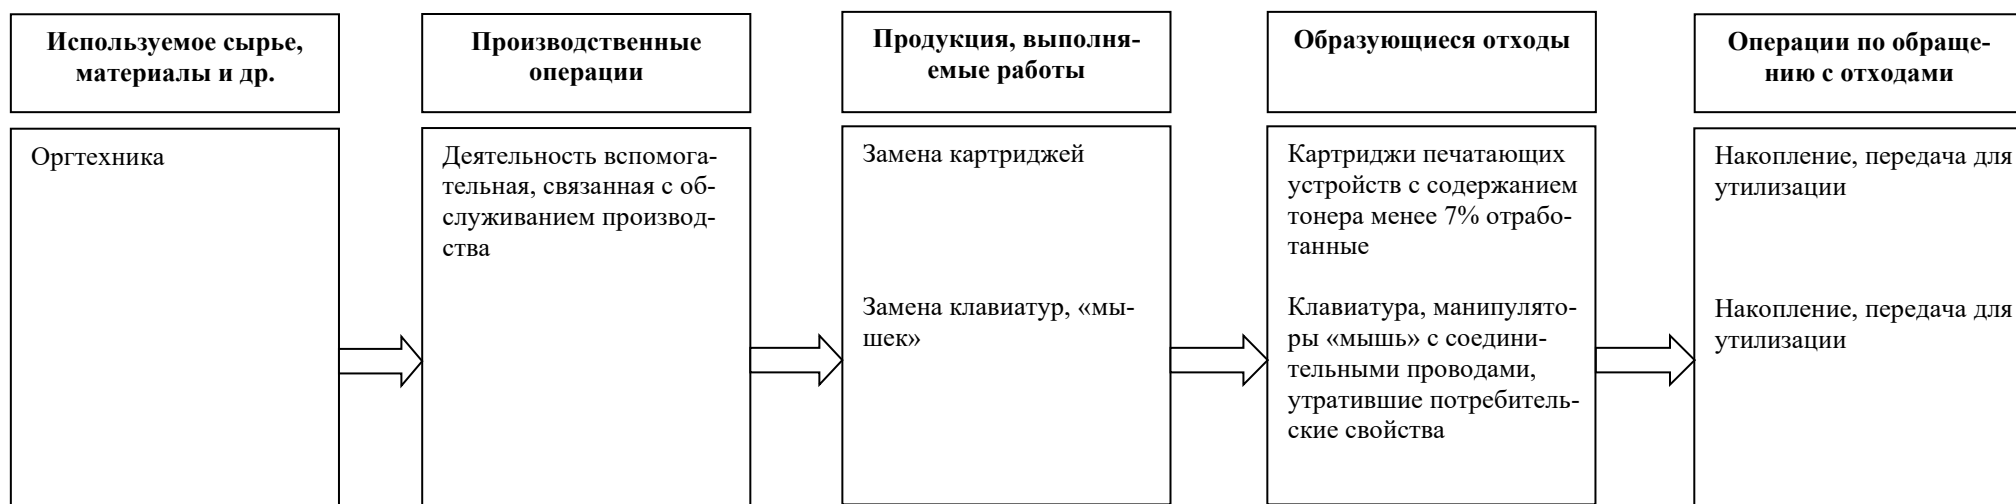 Используемое сырье,
материалы и др.
Производственные
операции
Продукция, выполня-
емые работы
Образующиеся отходы
Операции по обраще-
нию с отходами
Оргтехника
Деятельность вспомога-
тельная, связанная с об-
служиванием производ-
ства
Замена картриджей
Замена клавиатур, «мы-
шек»
Картриджи печатающих
устройств с содержанием
тонера менее 7% отрабо-
танные
Клавиатура, манипулято-
ры «мышь» с соедини-
тельными проводами,
утратившие потребитель-
ские свойства
Накопление, передача для
утилизации
Накопление, передача для
утилизации